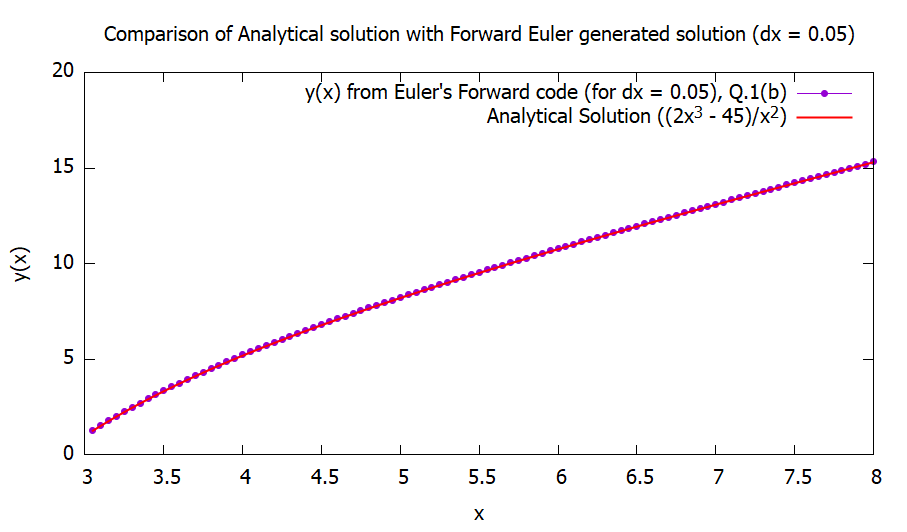 Comparison of Analytical solution with Forward Euler generated solution (dx = 0.05)
y(x) from Euler's Forward code (for dx = 0.05), Q.1(b)
Analytical Solution ((2x³ - 45)/x²)
20
15
10
5
0
y(x)
3 3.5 4 4.5 5 5.5 6 6.5 7 7.5 8
x